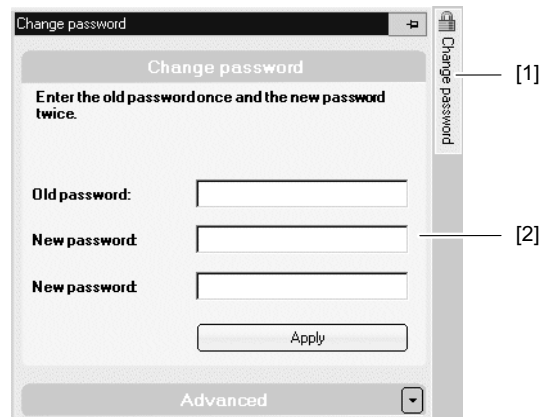 Change password
Change password
Enter the old password once and the new password
twice.
Old password:
New password:
New password:
Apply
Advanced
Change password
[1]
[2]